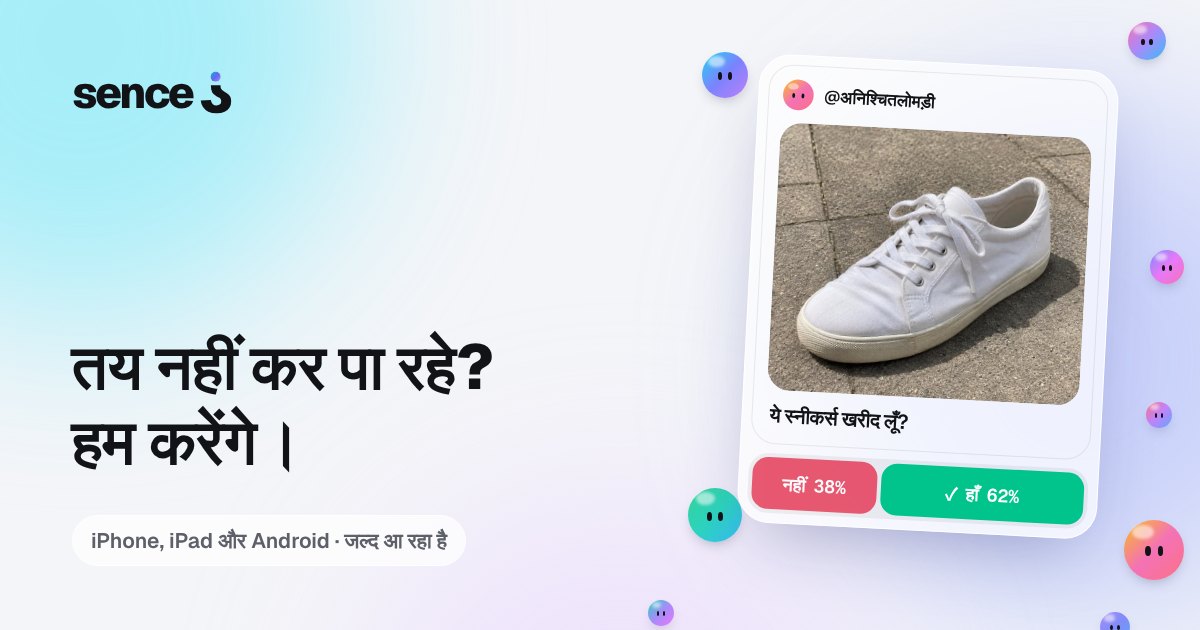 sence
तय नहीं कर पा रहे?
हम करेंगे।
iPhone, iPad और Android · जल्द आ रहा है
@अनिश्चितलोमड़ी
ये स्नीकर्स खरीद लूँ?
नहीं 38%
✓ हाँ 62%